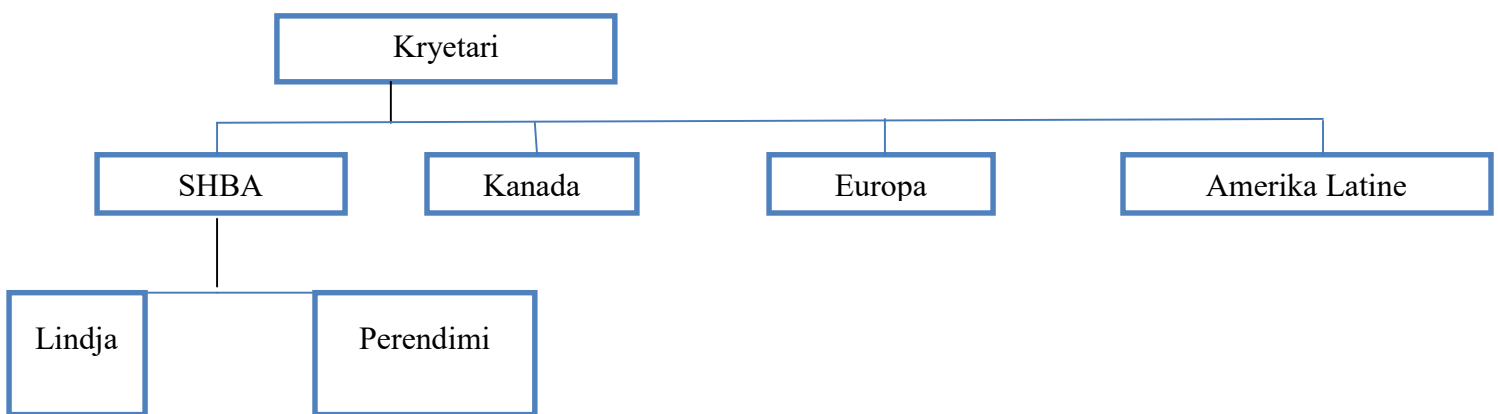 Kryetari
SHBA
Kanada
Europa
Amerika Latine
Lindja
Perendimi